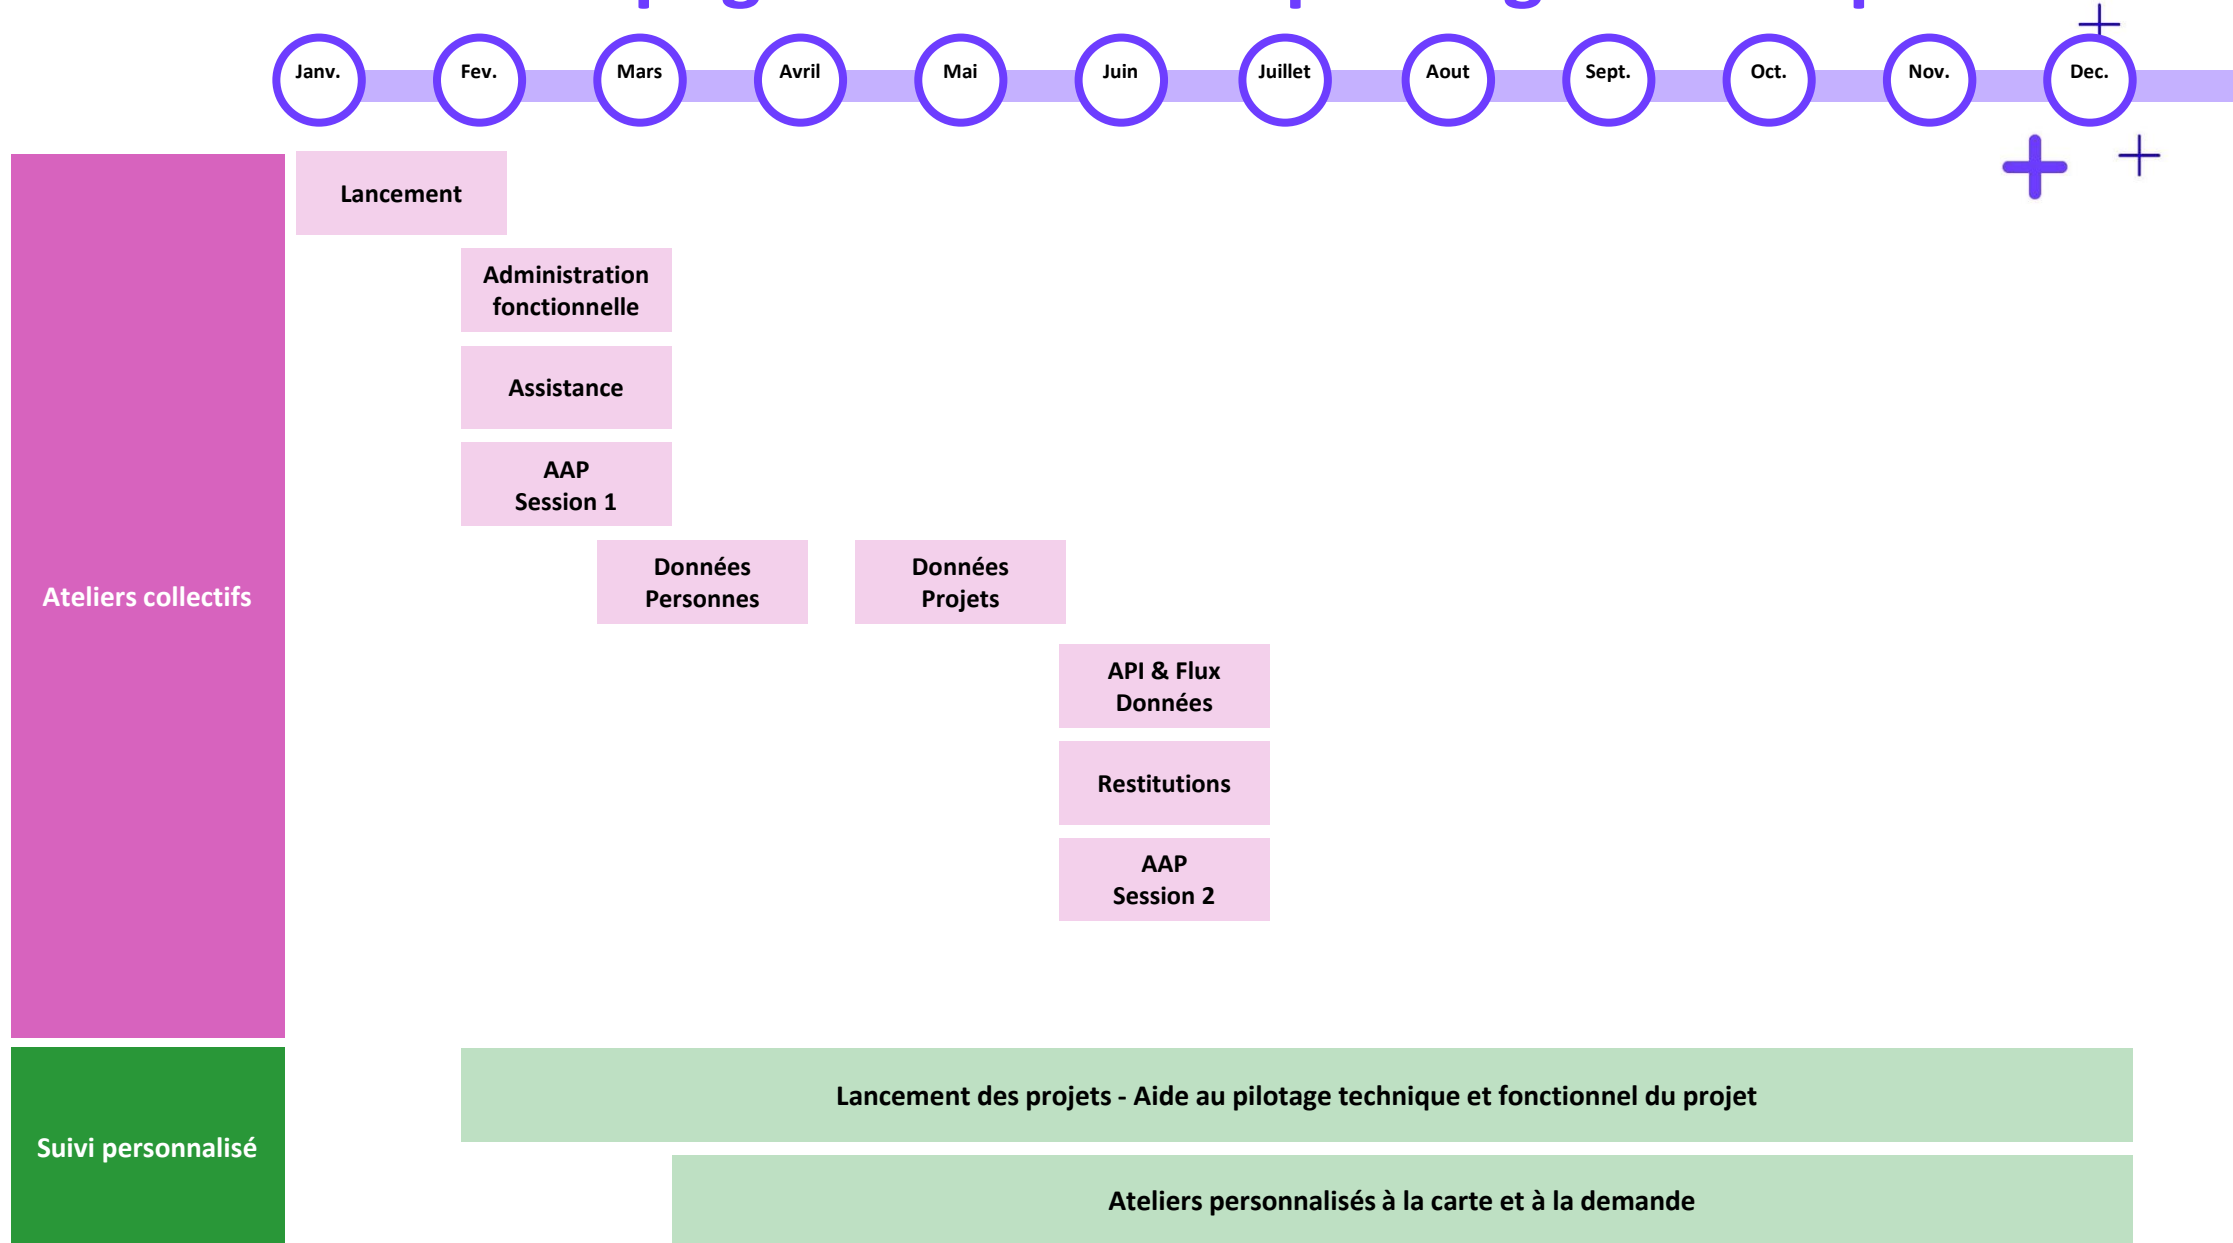 Janv.
Fev.
Mars
Avril
Mai
Juin
Juillet
Aout
Sept.
Oct.
Nov.
Dec.
Lancement
Administration
fonctionnelle
Assistance
AAP
Session 1
Ateliers collectifs
Données
Personnes
Données
Projets
API & Flux
Données
Restitutions
AAP
Session 2
Suivi personnalisé
Lancement des projets - Aide au pilotage technique et fonctionnel du projet
Ateliers personnalisés à la carte et à la demande